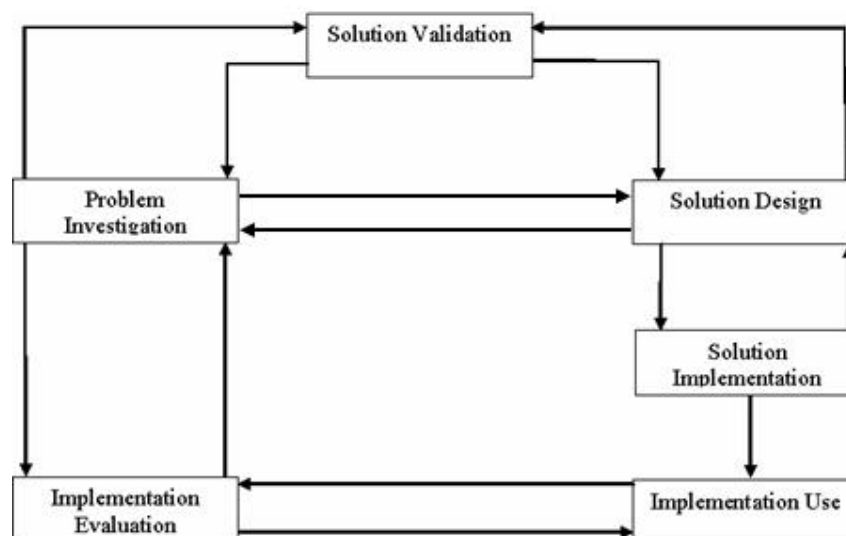 Solution Validation
Problem
Investigation
Solution Design
Solution
Implementation
Implementation
Evaluation
Implementation Use